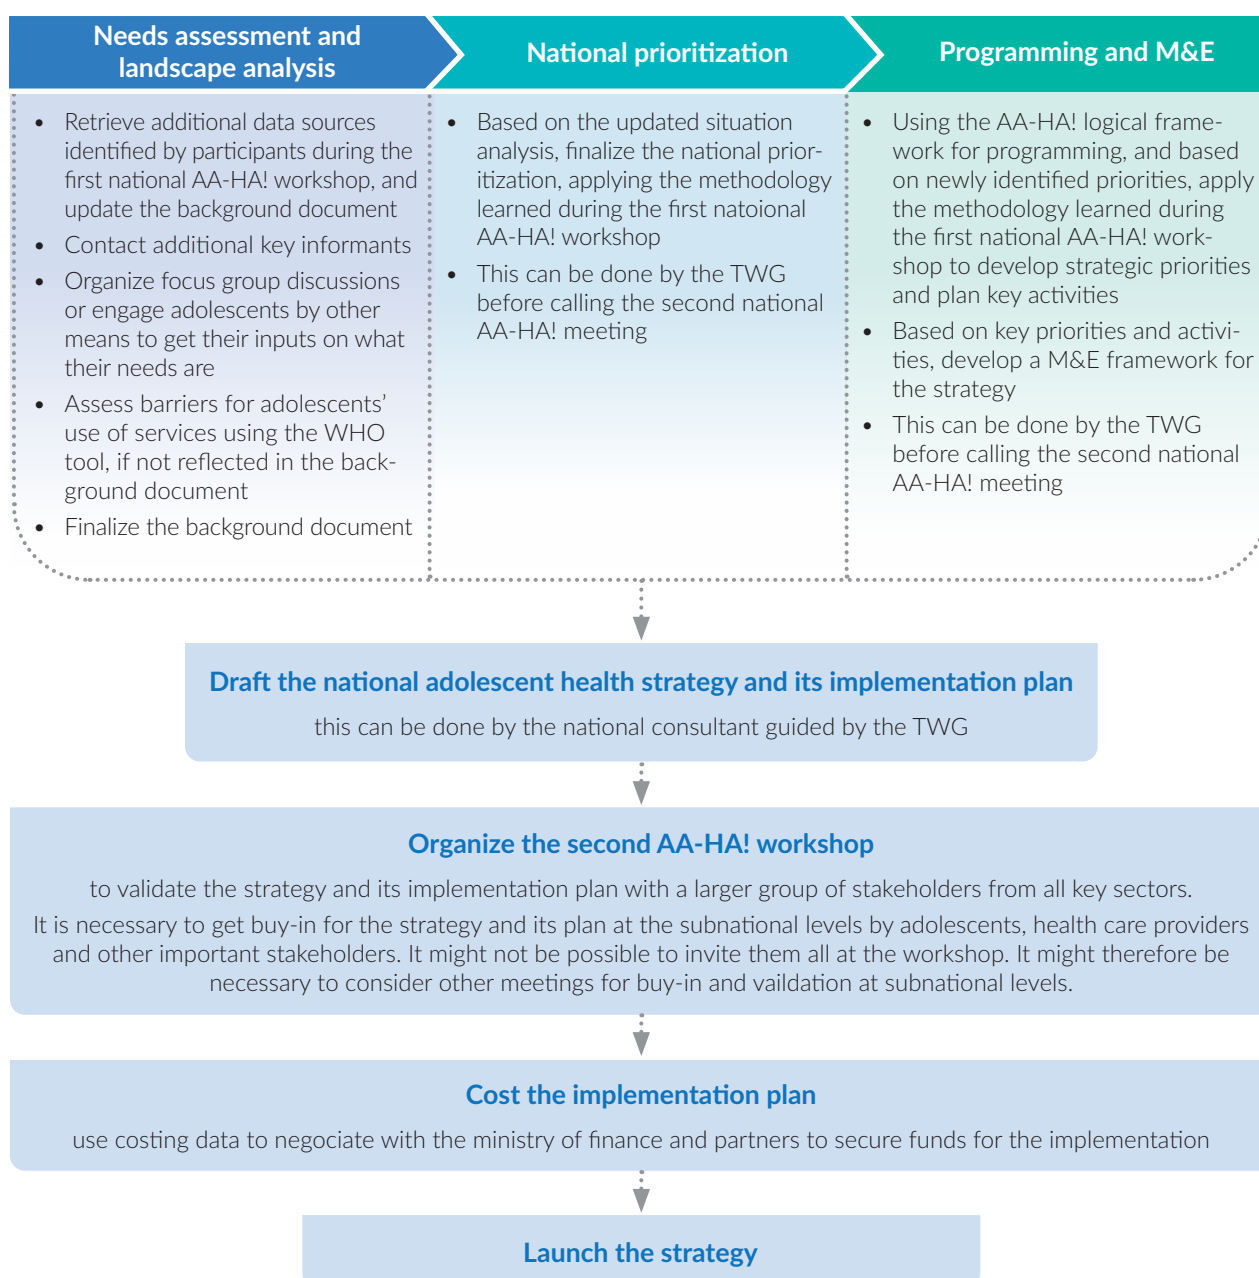 Needs assessment and
landscape analysis
National prioritization
Programming and M&E
• Retrieve additional data sources
identified by participants during the
first national AA-HA! workshop, and
update the background document
• Contact additional key informants
• Organize focus group discussions
or engage adolescents by other
means to get their inputs on what
their needs are
• Assess barriers for adolescents'
use of services using the WHO
tool, if not reflected in the back-
ground document
• Finalize the background document
• Based on the updated situation
analysis, finalize the national prior-
itization, applying the methodology
learned during the first natoional
AA-HA! workshop
• This can be done by the TWG
before calling the second national
AA-HA! meeting
• Using the AA-HA! logical frame-
work for programming, and based
on newly identified priorities, apply
the methodology learned during
the first national AA-HA! work-
shop to develop strategic priorities
and plan key activities
• Based on key priorities and activi-
ties, develop a M&E framework for
the strategy
• This can be done by the TWG
before calling the second national
AA-HA! meeting
Draft the national adolescent health strategy and its implementation plan
this can be done by the national consultant guided by the TWG
Organize the second AA-HA! workshop
to validate the strategy and its implementation plan with a larger group of stakeholders from all key sectors.
It is necessary to get buy-in for the strategy and its plan at the subnational levels by adolescents, health care providers
and other important stakeholders. It might not be possible to invite them all at the workshop. It might therefore be
necessary to consider other meetings for buy-in and vaildation at subnational levels.
Cost the implementation plan
use costing data to negociate with the ministry of finance and partners to secure funds for the implementation
Launch the strategy